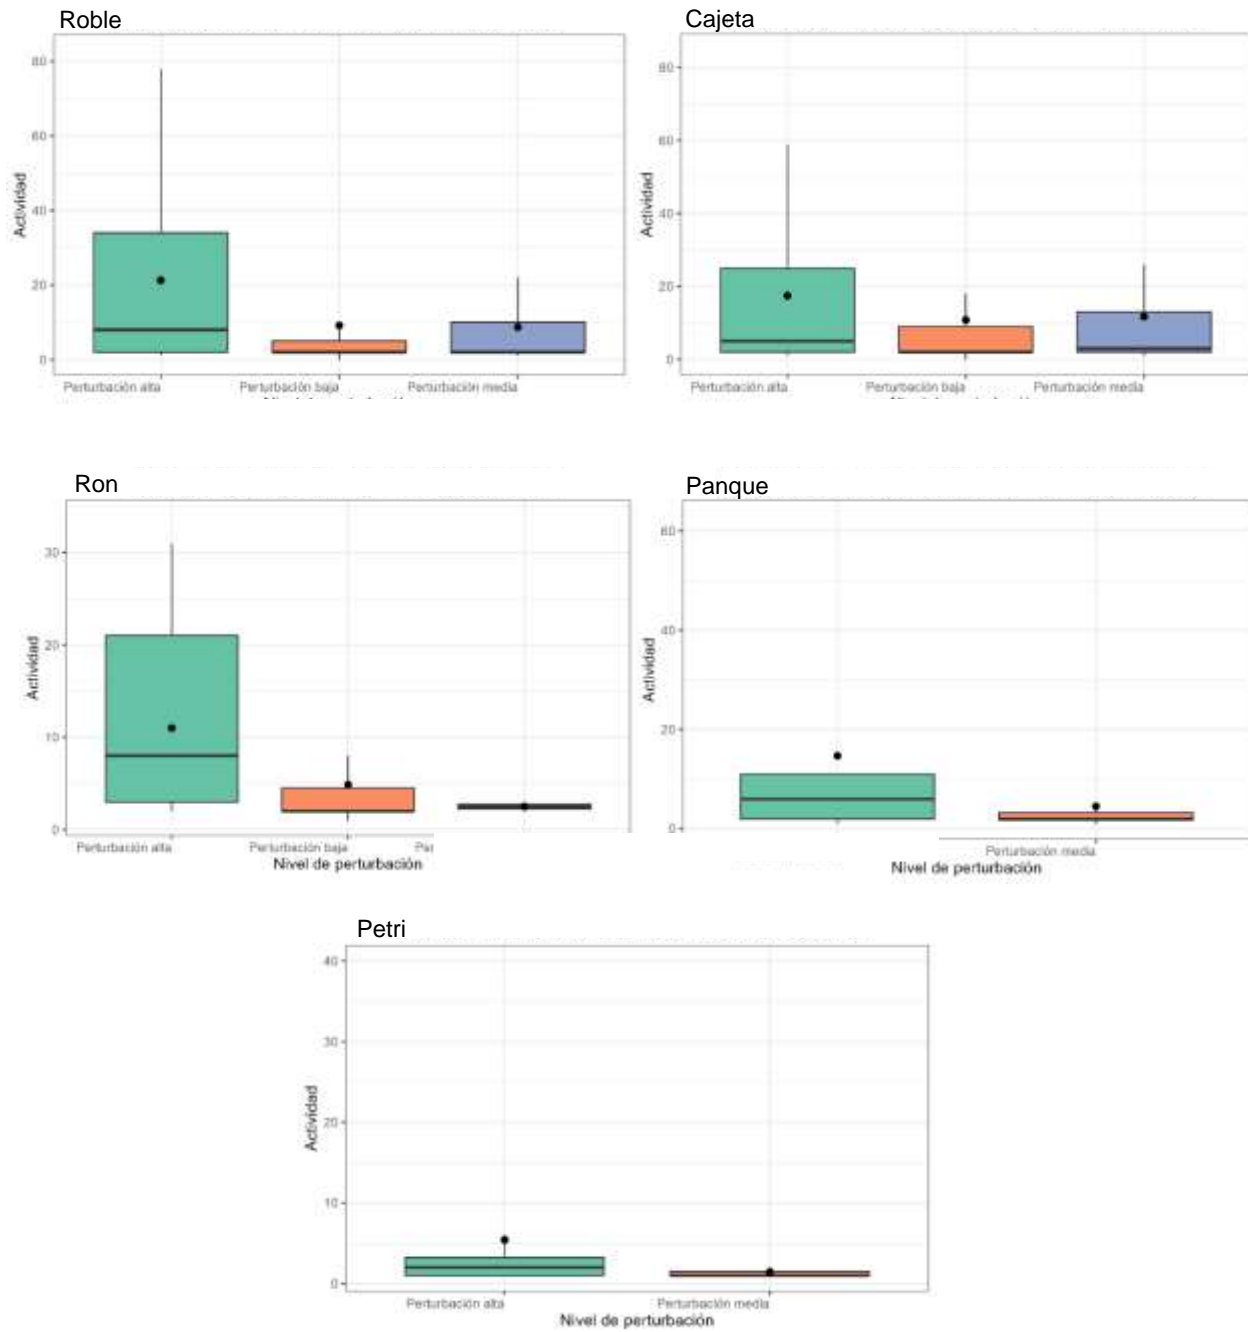 Roble
80
60
40
20
0
Actividad
Perturbación alta Perturbación baja Perturbación media
Cajeta
80
60
40
20
0
Actividad
Perturbación alta Perturbación baja Perturbación media
Ron
30
20
10
0
Actividad
Perturbación alta Perturbación baja Per
Nivel de perturbación
Panque
60
40
20
0
Actividad
Perturbación media
Nivel de perturbación
Petri
40
30
20
10
0
Actividad
Perturbación alta Perturbación media
Nivel de perturbación